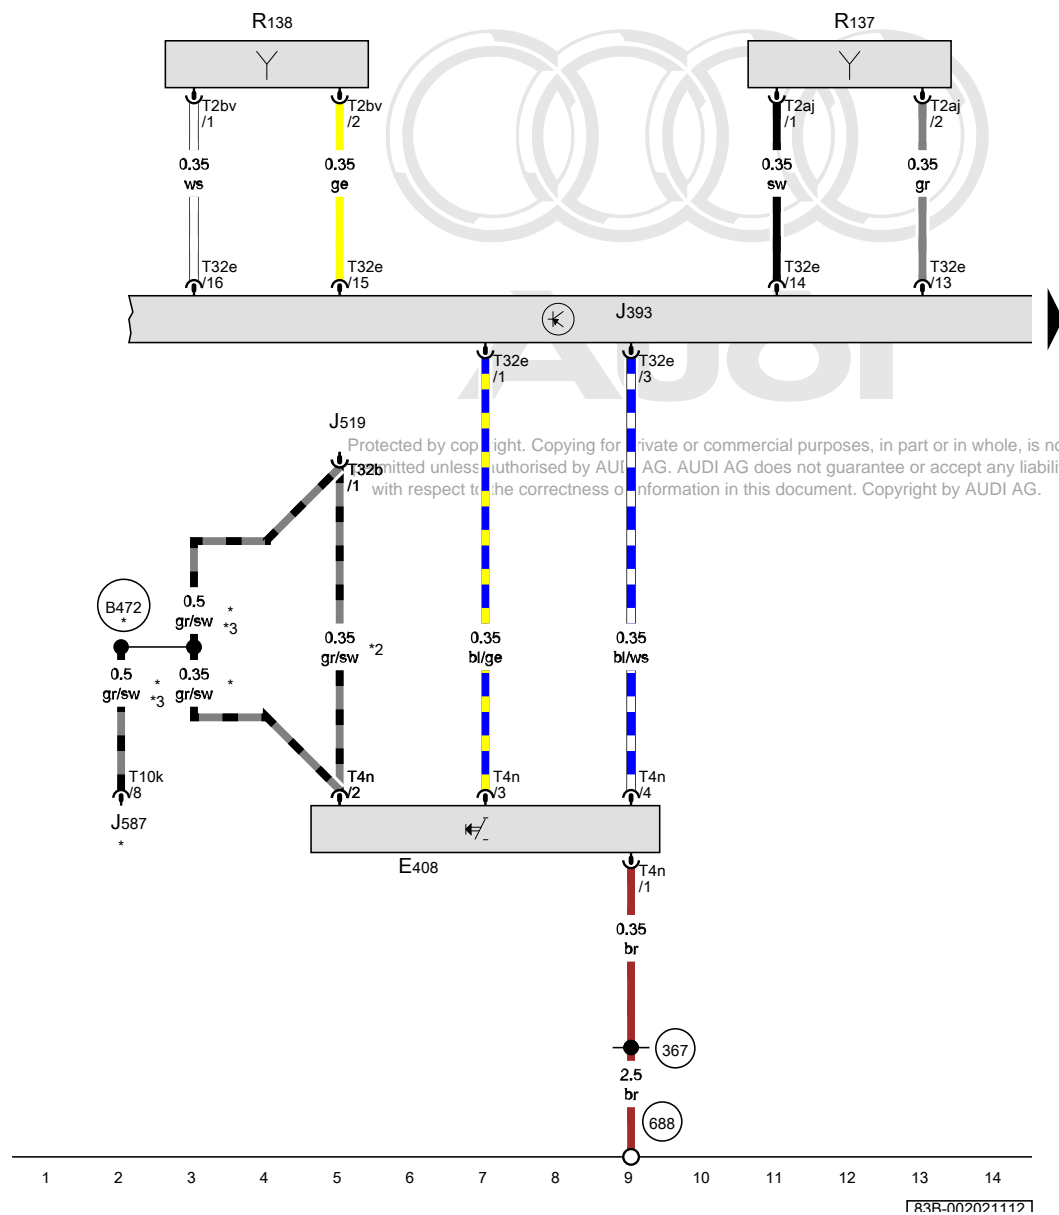 R138
R137
T2bv
/1
T2bv
/2
T2aj
/1
T2aj
/2
0.35
ws
0.35
ge
0.35
sw
0.35
gr
T32e
/16
T32e
/15
T32e
/14
T32e
/13
J393
T32e
/1
T32e
/3
Audi
J519
Protected by copyright. Copying for private or commercial purposes, in part or in whole, is no
permitted unless authorised by AUDI AG. AUDI AG does not guarantee or accept any liabili
with respect to the correctness of information in this document. Copyright by AUDI AG.
T32b
/1
B472
*
0.5
gr/sw
*
*3
0.5
gr/sw
*
*3
0.35
gr/sw
*
0.35
gr/sw
*2
0.35
bl/ge
0.35
bl/ws
T10k
/8
J587
*
T4n
/2
T4n
/3
T4n
/4
E408
T4n
/1
0.35
br
367
2.5
br
688
1 2 3 4 5 6 7 8 9 10 11 12 13 14
83B-002021112